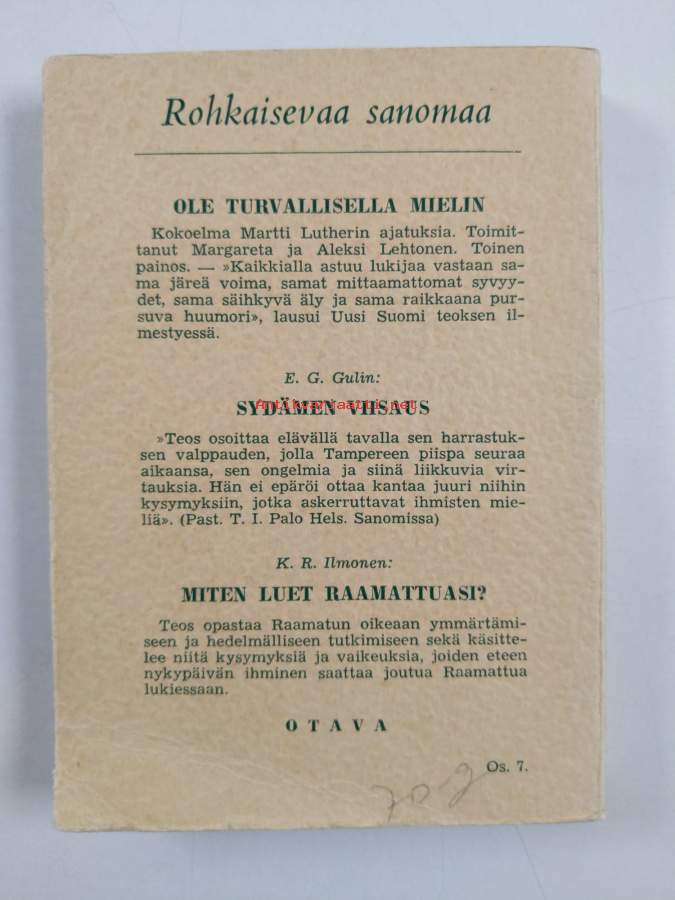 Rohkaisevaa sanomaa
OLE TURVALLISELLA MIELIN
Kokoelma Martti Lutherin ajatuksia. Toimit-
tanut Margareta ja Aleksi Lehtonen. Toinen
painos. — »Kaikkialla astuu lukijaa vastaan sa-
ma järeä voima, samat mittaamattomat syvyy-
det, sama säihkyvä äly ja sama raikkaana pur-
suva huumori», lausui Uusi Suomi teoksen il-
mestyessä.
E. G. Gulin:
SYDÄMEN VIISAUS
Antikvariaatti.net
»Teos osoittaa elävällä tavalla sen harrastuk-
sen valppauden, jolla Tampereen piispa seuraa
aikaansa, sen ongelmia ja siinä liikkuvia vir-
tauksia. Hän ei epäröi ottaa kantaa juuri niihin
kysymyksiin, jotka askerruttavat ihmisten mie-
liä». (Past. T. I. Palo Hels. Sanomissa)
K. R. Ilmonen:
MITEN LUET RAAMATTUASI?
Teos opastaa Raamatun oikeaan ymmärtämi-
seen ja hedelmälliseen tutkimiseen sekä käsitte-
lee niitä kysymyksiä ja vaikeuksia, joiden eteen
nykypäivän ihminen saattaa joutua Raamattua
lukiessaan.
OTAVA
Os. 7.